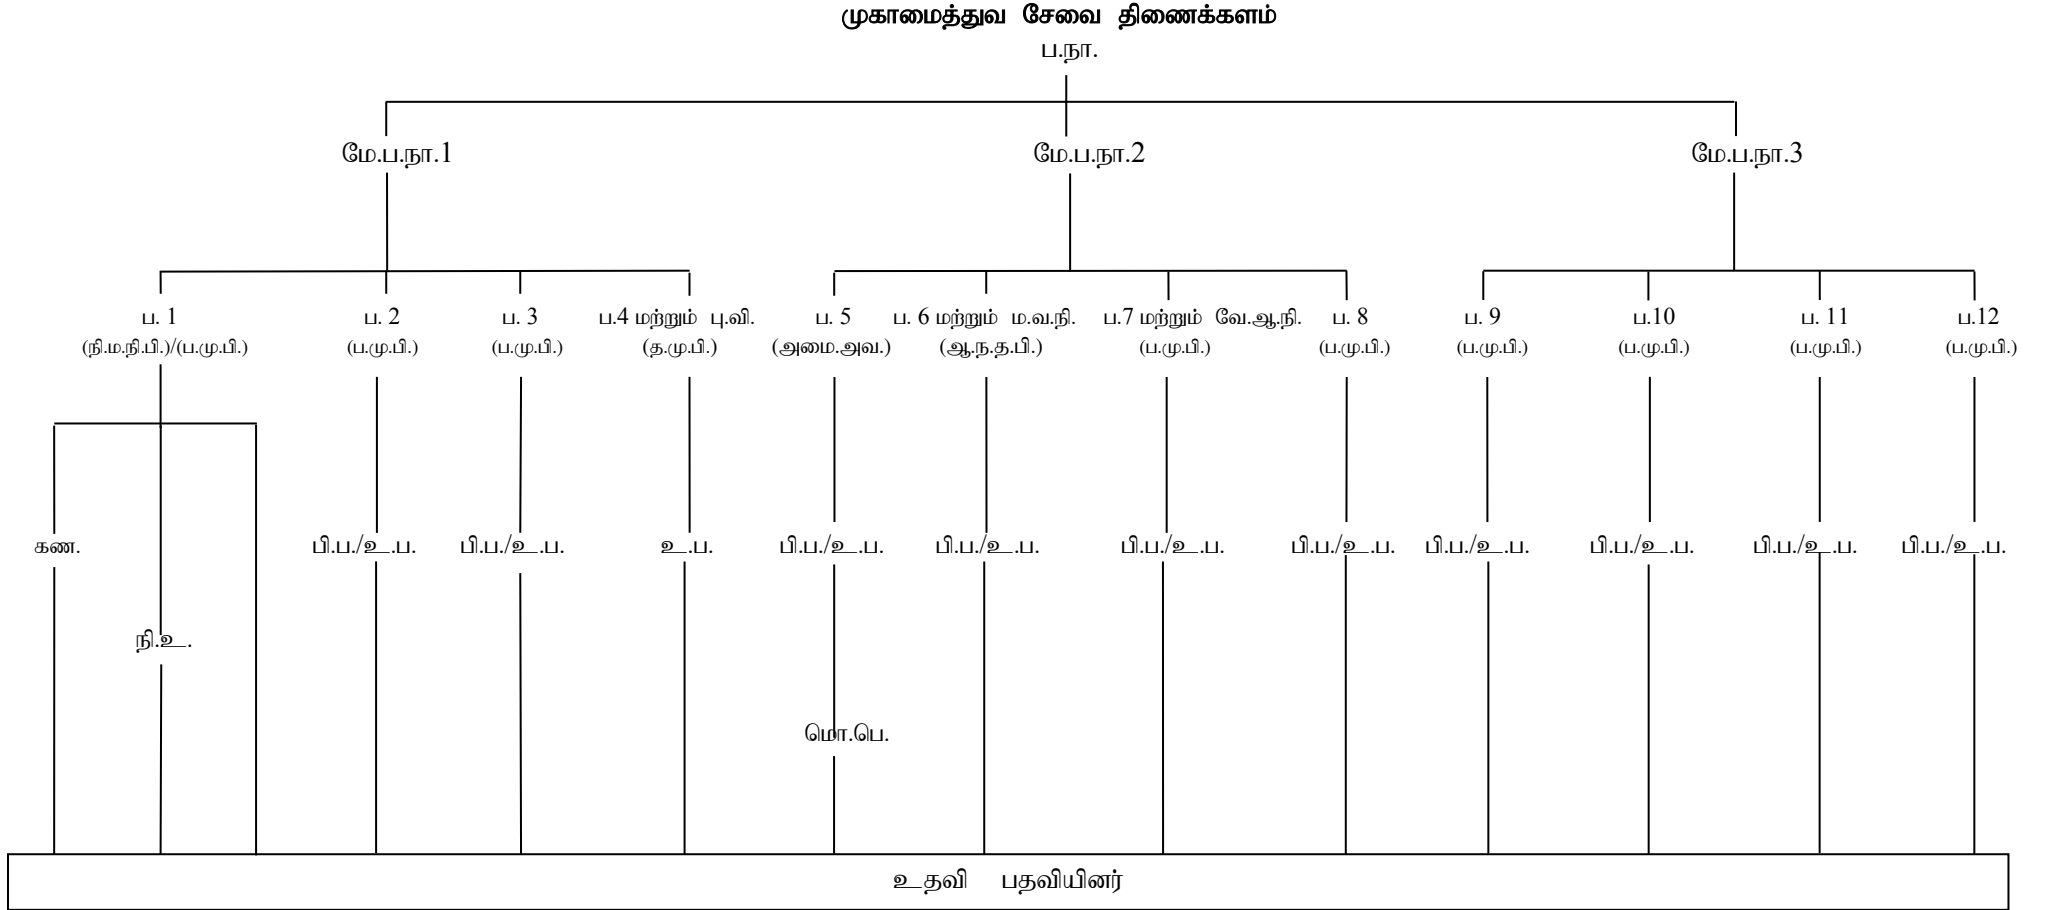 முகாமைத்துவ சேவை திணைக்களம்
ப.நா.
மே.ப.நா.1 மே.ப.நா.2 மே.ப.நா.3
ப. 1 ப. 2 ப. 3 ப.4 மற்றும் பு.வி. ப. 5 ப. 6 மற்றும் ம.வ.நி. ப.7 மற்றும் வே.ஆ.நி. ப. 8 ப. 9 ப.10 ப. 11 ப.12
(நி.ம.நி.பி.)/(ப.மு.பி.) (ப.மு.பி.) (ப.மு.பி.) (த.மு.பி.) (அமை.அவ.) (ஆ.ந.த.பி.) (ப.மு.பி.) (ப.மு.பி.) (ப.மு.பி.) (ப.மு.பி.) (ப.மு.பி.) (ப.மு.பி.)
கண. பி.ப./உ.ப. பி.ப./உ.ப. உ.ப. பி.ப./உ.ப. பி.ப./உ.ப. பி.ப./உ.ப. பி.ப./உ.ப. பி.ப./உ.ப. பி.ப./உ.ப. பி.ப./உ.ப. பி.ப./உ.ப.
நி.உ.
மொ.பெ.
உதவி பதவியினர்